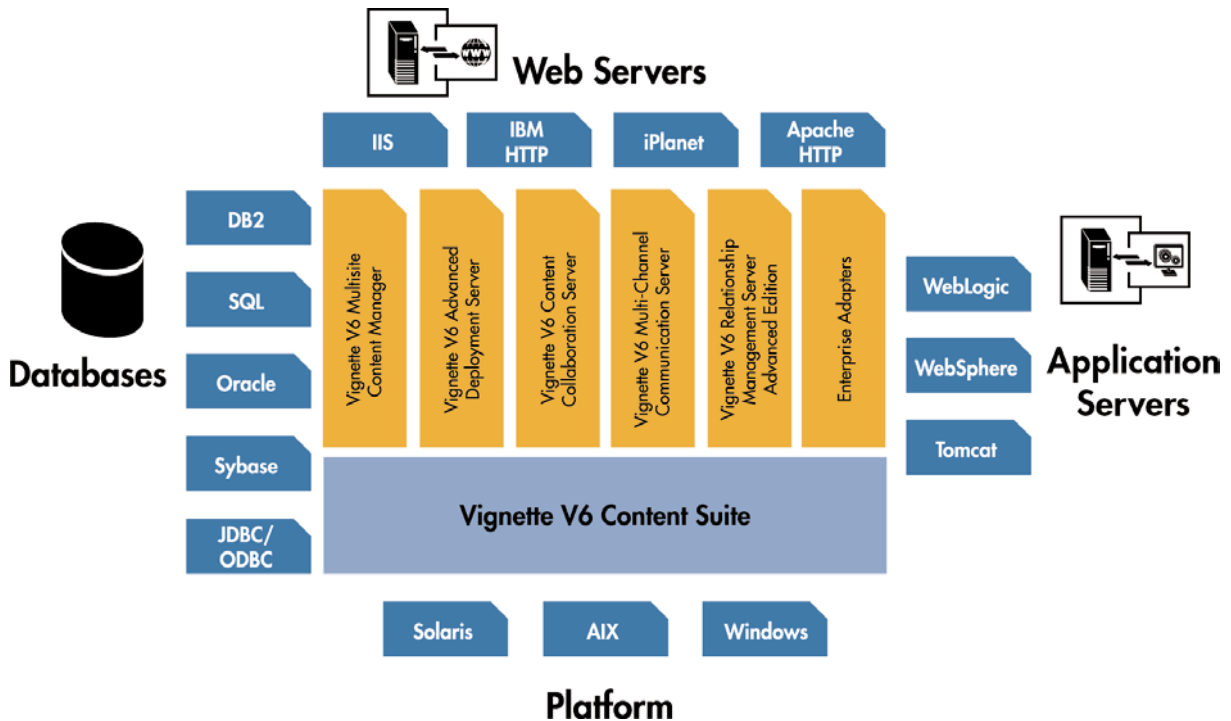 www
Web Servers
IIS
IBM
HTTP
iPlanet
Apache
HTTP
Databases
DB2
SQL
Oracle
Sybase
JDBC/
ODBC
Vignette V6 Multisite
Content Manager
Vignette V6 Advanced
Deployment Server
Vignette V6 Content
Collaboration Server
Vignette V6 Multi-Channel
Communication Server
Vignette V6 Relationship
Management Server
Advanced Edition
Enterprise Adapters
Vignette V6 Content Suite
WebLogic
WebSphere
Tomcat
Application
Servers
Solaris
AIX
Windows
Platform